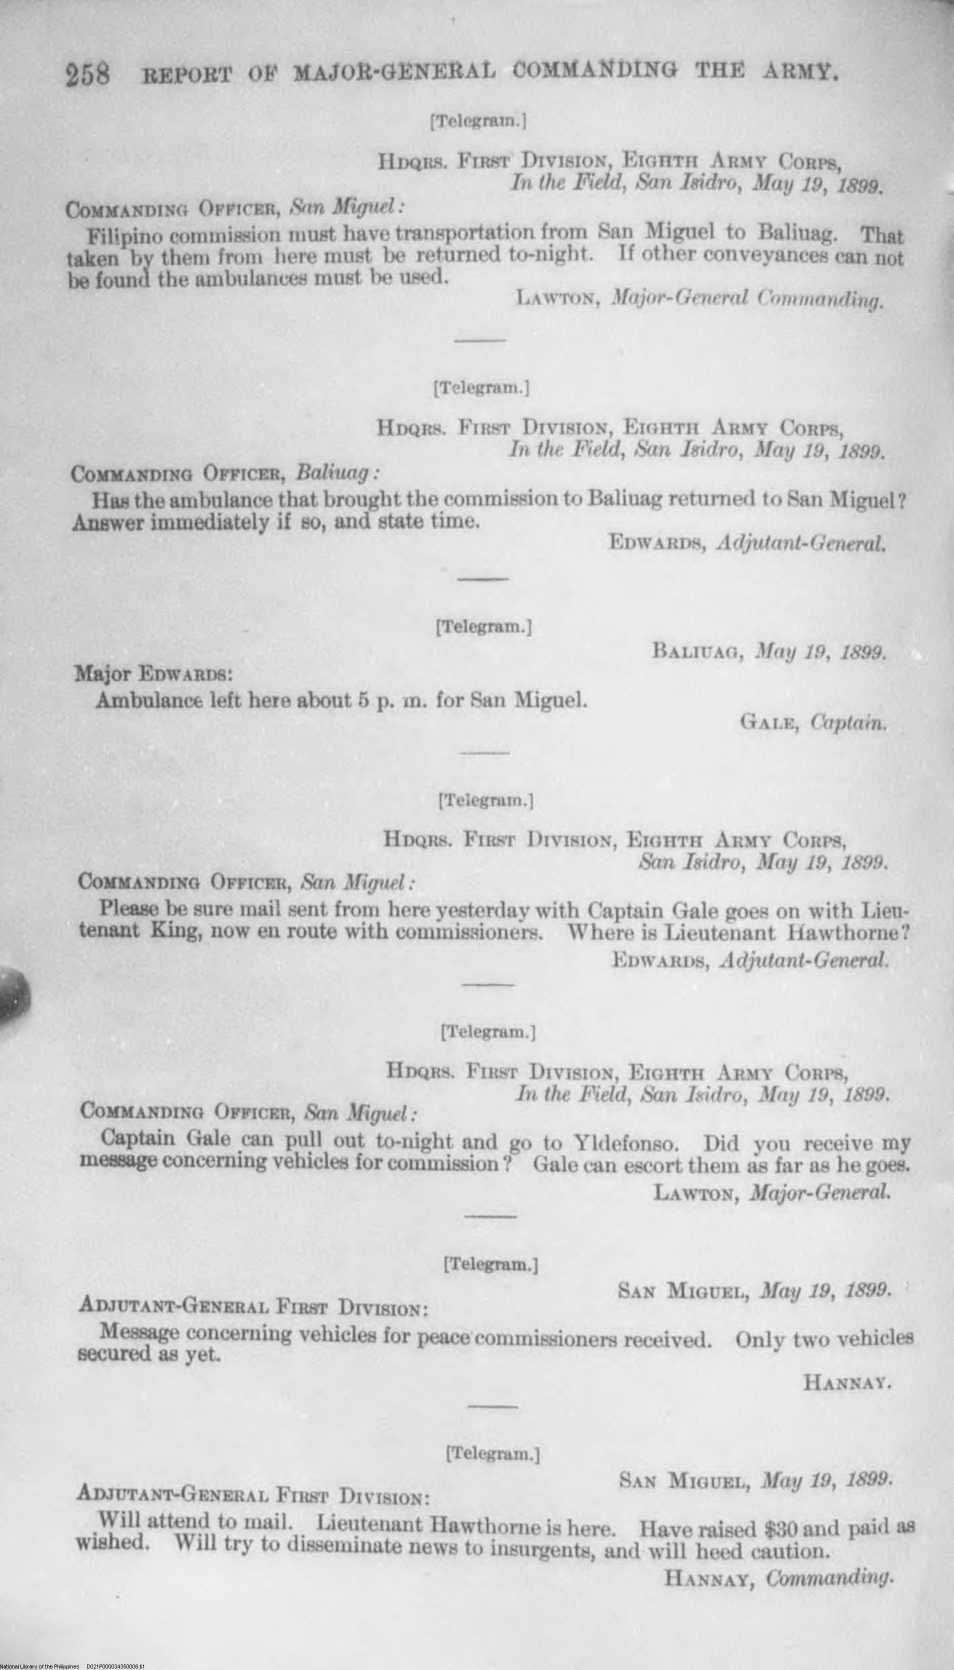 258 REPORT OF MAJOR-GENERAL COMMANDING THE ARMY.
[Telegram.]
HDQRS. FIRST DIVISION, EIGHTH ARMY CORPS,
In the Field, San Isidro, May 19, 1899.
COMMANDING OFFICER, San Miguel:
Filipino commission must have transportation from San Miguel to Baliuag. That
taken by them from here must be returned to-night. If other conveyances can not
be found the ambulances must be used.
LAWTON, Major-General Commanding.
[Telegram.]
HDQRS. FIRST DIVISION, EIGHTH ARMY CORPS,
In the Field, San Isidro, May 19, 1899.
COMMANDING OFFICER, Baliuag:
Has the ambulance that brought the commission to Baliuag returned to San Miguel?
Answer immediately if so, and state time.
EDWARDS, Adjutant-General.
[Telegram.]
BALIUAG, May 19, 1899.
Major EDWARDS:
Ambulance left here about 5 p. m. for San Miguel.
GALE, Captain.
[Telegram.]
HDQRS. FIRST DIVISION, EIGHTH ARMY CORPS,
San Isidro, May 19, 1899.
COMMANDING OFFICER, San Miguel:
Please be sure mail sent from here yesterday with Captain Gale goes on with Lieu-
tenant King, now en route with commissioners. Where is Lieutenant Hawthorne?
EDWARDS, Adjutant-General.
[Telegram.]
HDQRS. FIRST DIVISION, EIGHTH ARMY CORPS,
In the Field, San Isidro, May 19, 1899.
COMMANDING OFFICER, San Miguel:
Captain Gale can pull out to-night and go to Yldefonso. Did you receive my
message concerning vehicles for commission? Gale can escort them as far as he goes.
LAWTON, Major-General.
[Telegram.]
SAN MIGUEL, May 19, 1899.
ADJUTANT-GENERAL FIRST DIVISION:
Message concerning vehicles for peace commissioners received. Only two vehicles
secured as yet.
HANNAY.
[Telegram.]
SAN MIGUEL, May 19, 1899.
ADJUTANT-GENERAL FIRST DIVISION:
Will attend to mail. Lieutenant Hawthorne is here. Have raised $30 and paid as
wished. Will try to disseminate news to insurgents, and will heed caution.
HANNAY, Commanding.
National Library of the Philippines